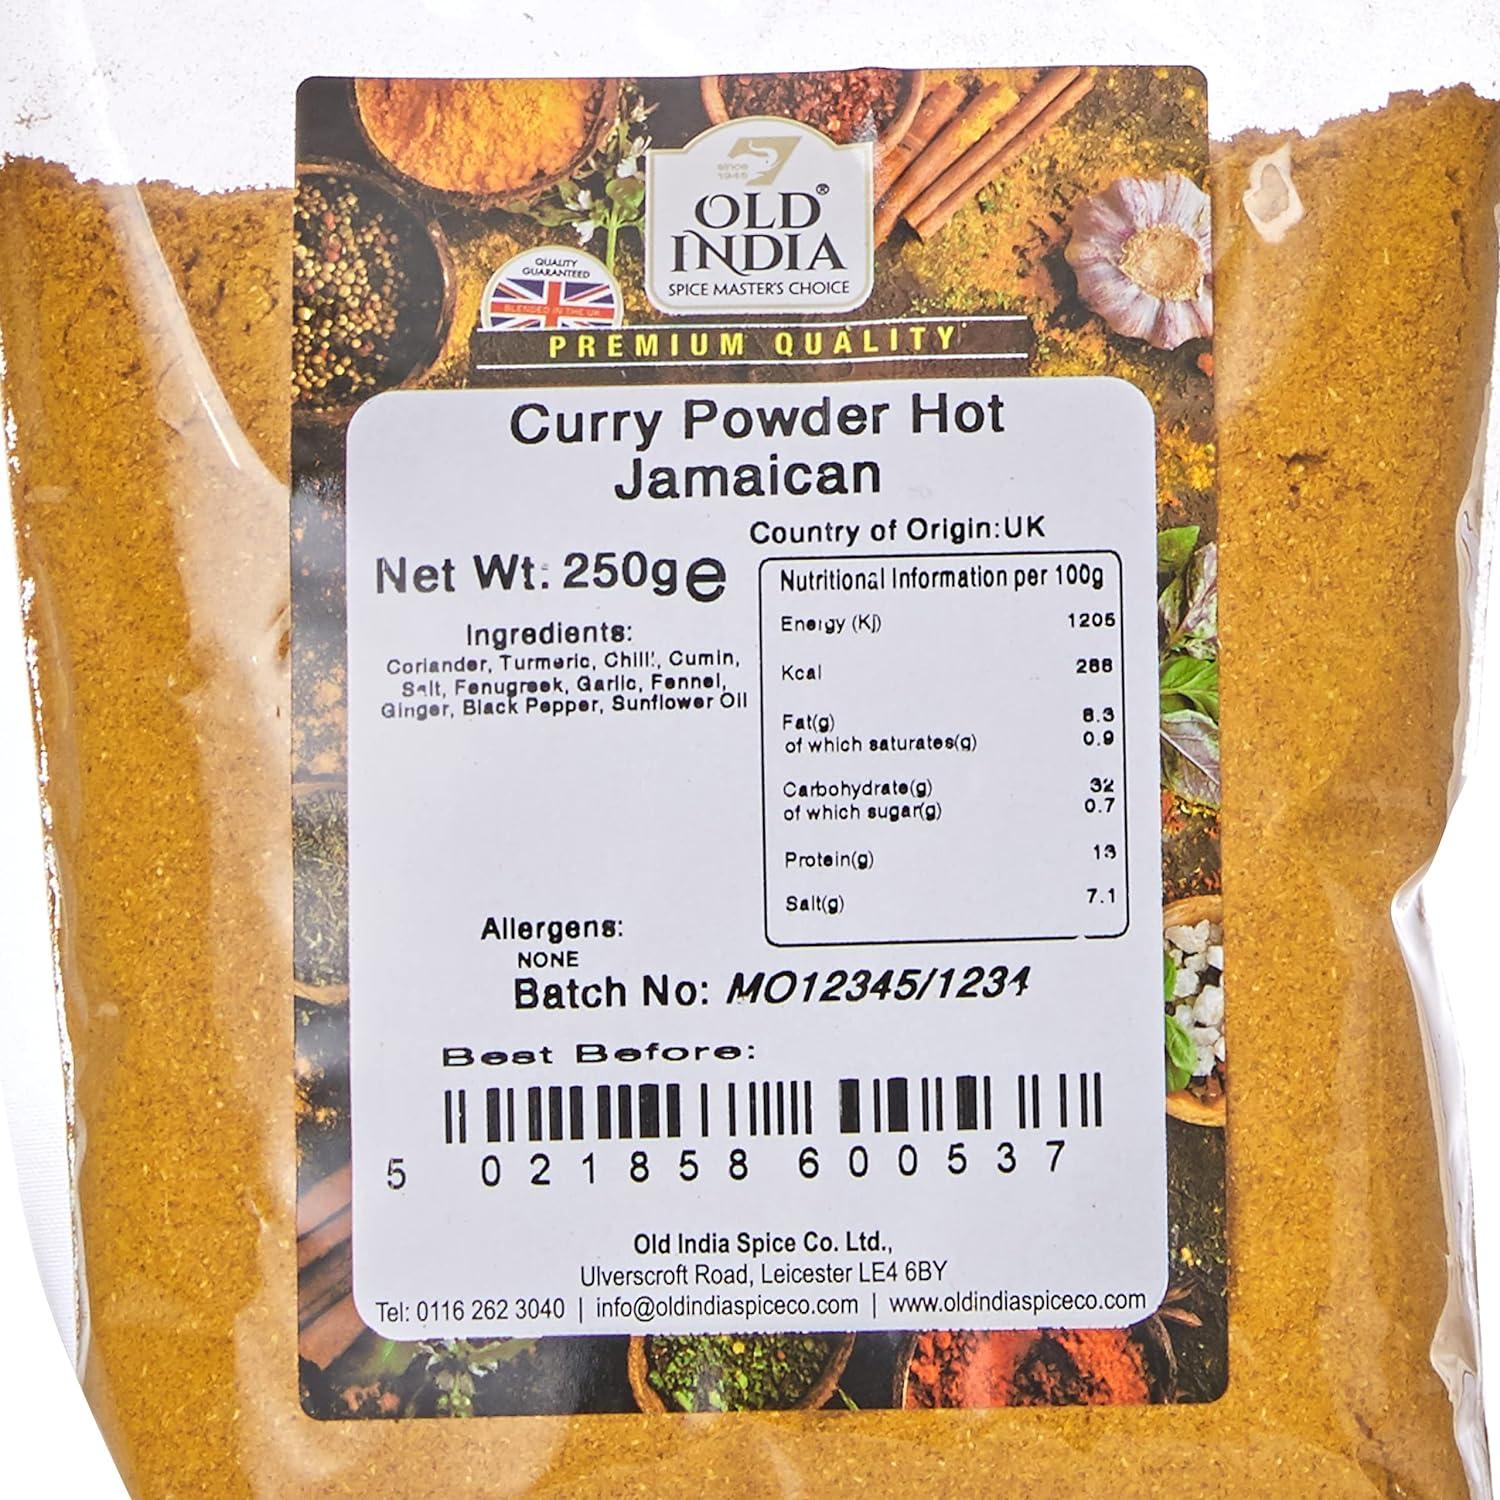 since
1945
OLD®
INDIA
SPICE MASTER'S CHOICE
QUALITY
GUARANTEED
BLENDED IN THE UK
PREMIUM QUALITY
Curry Powder Hot
Jamaican
Country of Origin:UK
Net Wt: 250g e
Ingredients:
Coriander, Turmeric, Chilli, Cumin,
Salt, Fenugreek, Garlic, Fennel,
Ginger, Black Pepper, Sunflower Oil
Nutritional Information per 100g
Energy (Kj) 1205
Kcal 288
Fat(g) 8.3
of which saturates(g) 0.9
Carbohydrate(g) 32
of which sugar(g) 0.7
Protein(g) 13
Salt(g) 7.1
Allergens:
NONE
Batch No: MO12345/1234
Best Before:
5 021858 600537
Old India Spice Co. Ltd.,
Ulverscroft Road, Leicester LE4 6BY
Tel: 0116 262 3040 | info@oldindiaspiceco.com | www.oldindiaspiceco.com